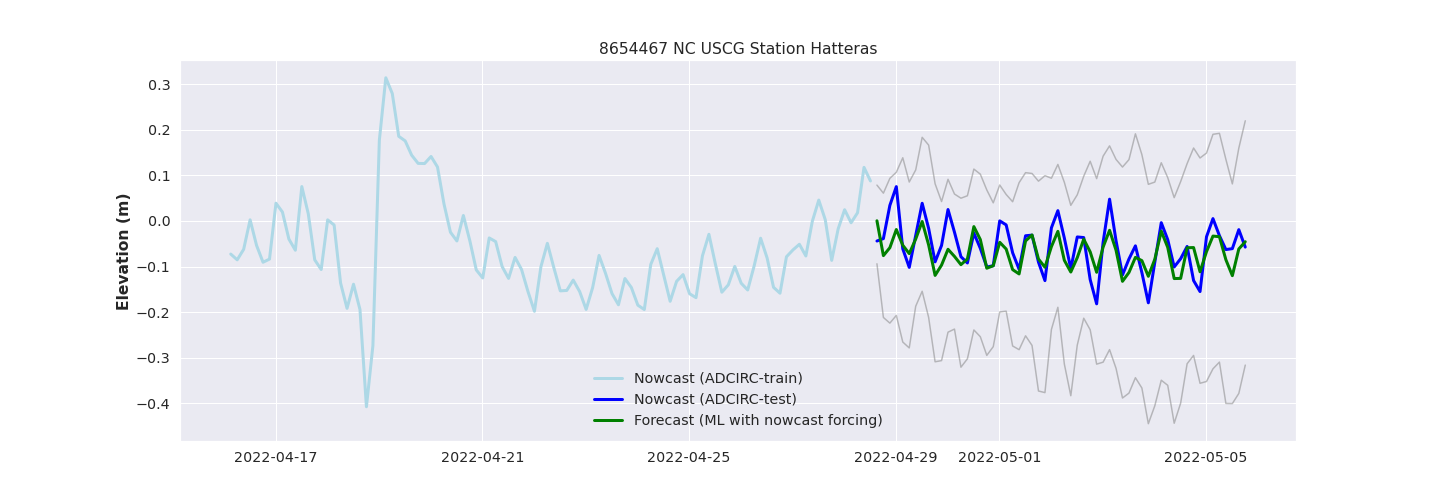 8654467 NC USCG Station Hatteras
Elevation (m)
0.3
0.2
0.1
0.0
−0.1
−0.2
−0.3
−0.4
Nowcast (ADCIRC-train)
Nowcast (ADCIRC-test)
Forecast (ML with nowcast forcing)
2022-04-17 2022-04-21 2022-04-25 2022-04-29 2022-05-01 2022-05-05